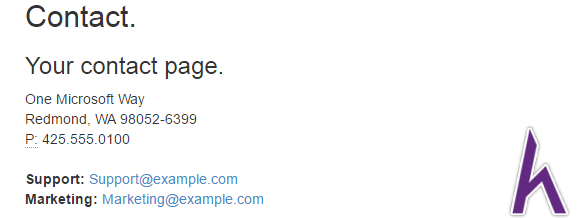 Contact.
Your contact page.
One Microsoft Way
Redmond, WA 98052-6399
P: 425.555.0100
Support: Support@example.com
Marketing: Marketing@example.com